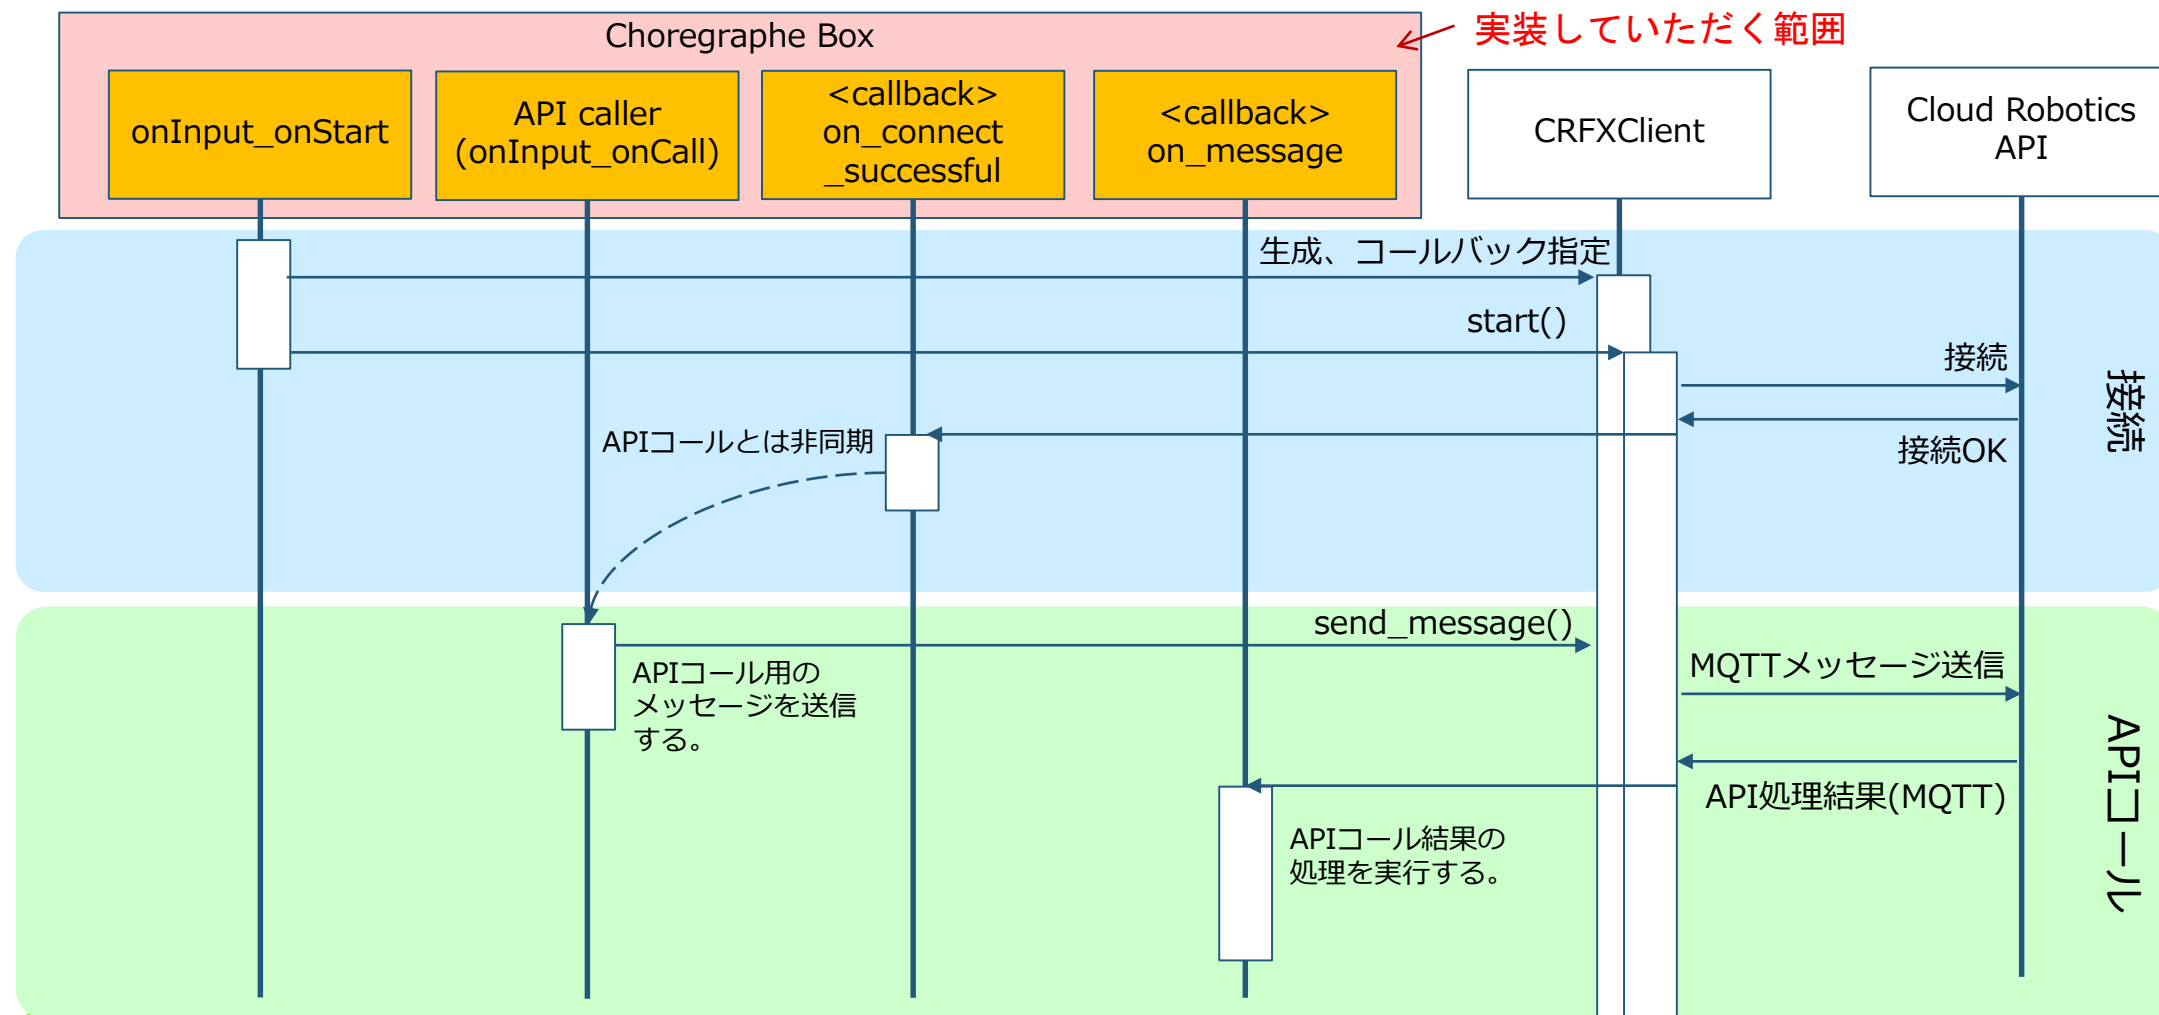 Choregraphe Box
実装していただく範囲
onInput_onStart
API caller
(onInput_onCall)
<callback>
on_connect
_successful
<callback>
on_message
CRFXClient
Cloud Robotics
API
生成、コールバック指定
start()
接続
接続OK
APIコールとは非同期
接続
send_message()
APIコール用の
メッセージを送信
する。
MQTTメッセージ送信
API処理結果(MQTT)
APIコール結果の
処理を実行する。
APIコール